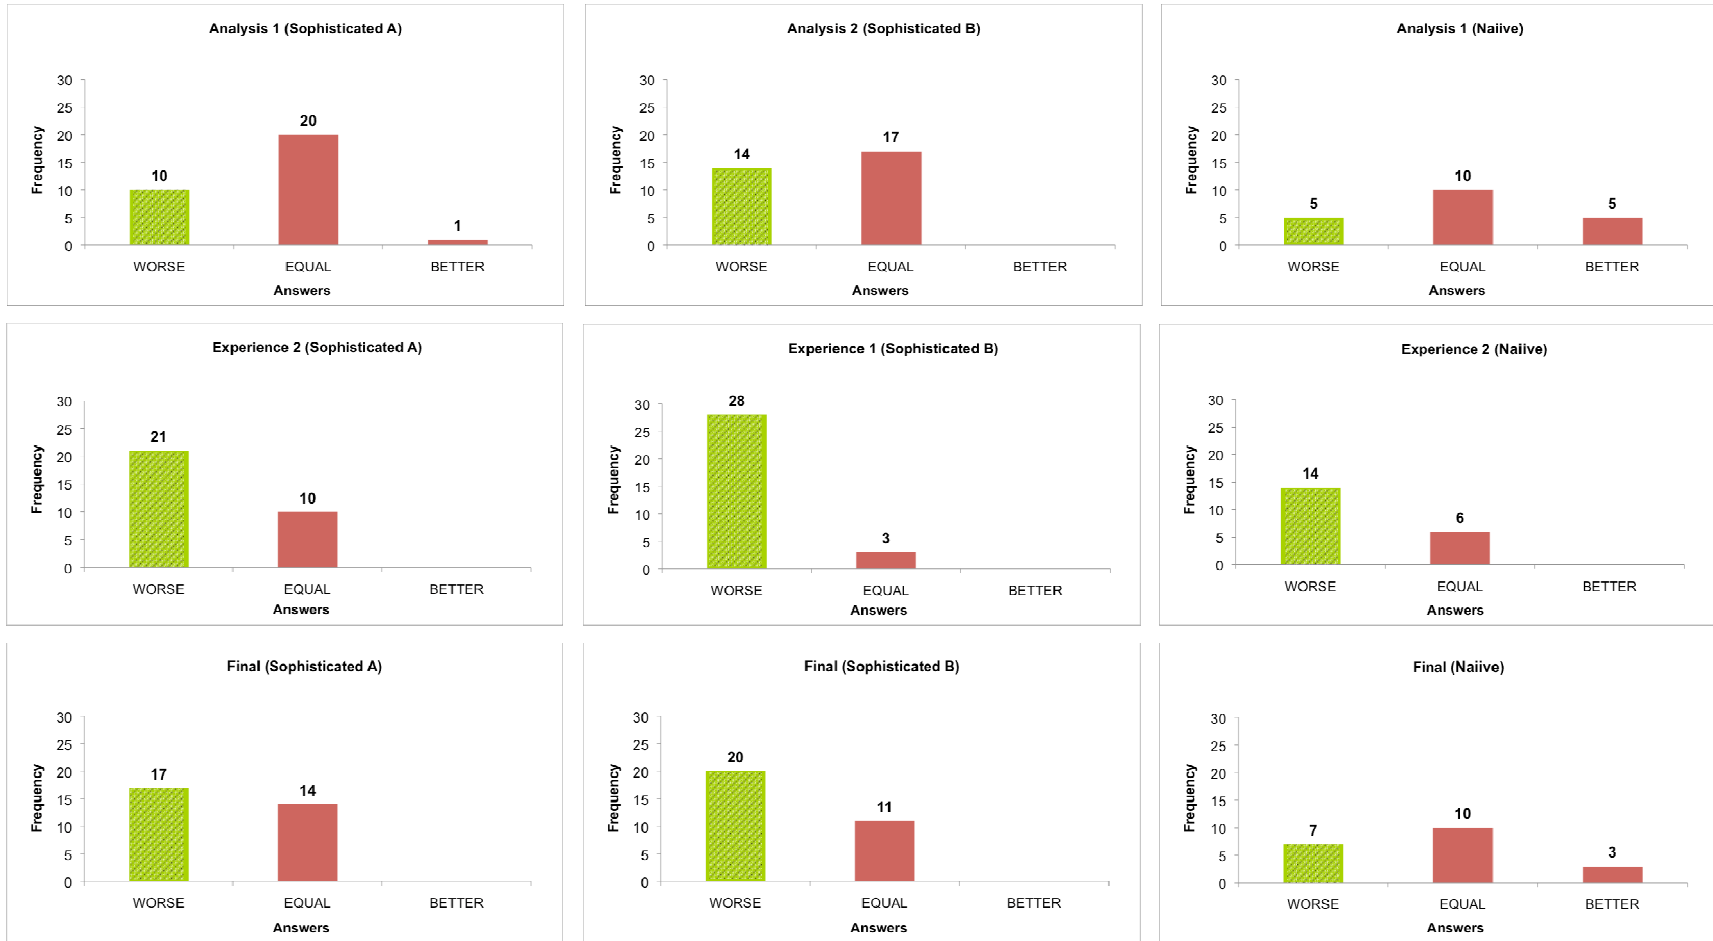 Analysis 1 (Sophisticated A)
30
25
20
15
10
5
0
Frequency
10
20
1
WORSE EQUAL BETTER
Answers
Analysis 2 (Sophisticated B)
30
25
20
15
10
5
0
Frequency
14
17
WORSE EQUAL BETTER
Answers
Analysis 1 (Naiive)
30
25
20
15
10
5
0
Frequency
5
10
5
WORSE EQUAL BETTER
Answers
Experience 2 (Sophisticated A)
30
25
20
15
10
5
0
Frequency
21
10
WORSE EQUAL BETTER
Answers
Experience 1 (Sophisticated B)
30
25
20
15
10
5
0
Frequency
28
3
WORSE EQUAL BETTER
Answers
Experience 2 (Naiive)
30
25
20
15
10
5
0
Frequency
14
6
WORSE EQUAL BETTER
Answers
Final (Sophisticated A)
30
25
20
15
10
5
0
Frequency
17
14
WORSE EQUAL BETTER
Answers
Final (Sophisticated B)
30
25
20
15
10
5
0
Frequency
20
11
WORSE EQUAL BETTER
Answers
Final (Naiive)
30
25
20
15
10
5
0
Frequency
7
10
3
WORSE EQUAL BETTER
Answers